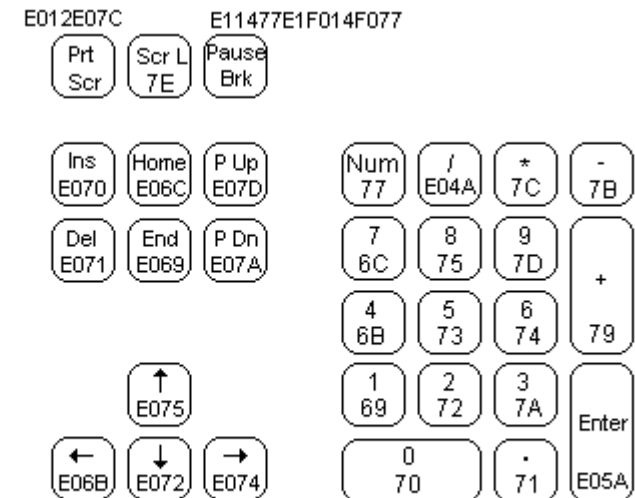 E012E07C E11477E1F014F077
Prt Scr L Pause
Scr 7E Brk
Ins Home P Up Num / * -
E070 E06C E07D 77 E04A 7C 7B
Del End P Dn 7 8 9
E071 E069 E07A 6C 75 7D
+
4 5 6
6B 73 74 79
↑ 1 2 3
E075 69 72 7A
Enter
← ↓ → 0 .
E06B E072 E074 70 71 E05A